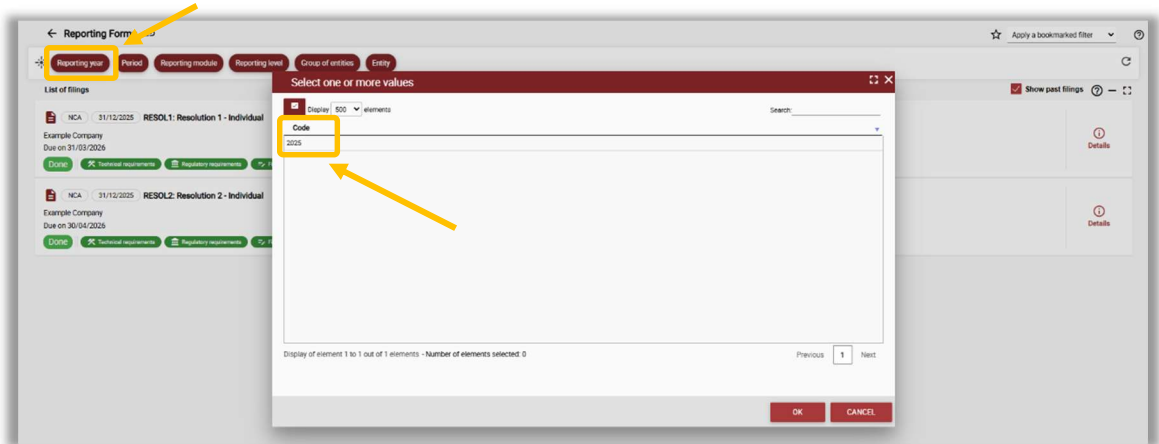 Reporting Form
Apply a bookmarked filter
Reporting year
Period
Reporting module
Reporting level
Group of entities
Entity
List of filings
Show past filings
NCA
31/12/2025
RESOL1: Resolution 1 - Individual
Example Company
Due on 31/03/2026
Done
Technical requirements
Regulatory requirements
Details
NCA
31/12/2025
RESOL2: Resolution 2 - Individual
Example Company
Due on 30/04/2026
Done
Technical requirements
Regulatory requirements
Details
Select one or more values
Display 500 elements
Search:
Code
2025
Display of element 1 to 1 out of 1 elements - Number of elements selected: 0
Previous 1 Next
OK
CANCEL